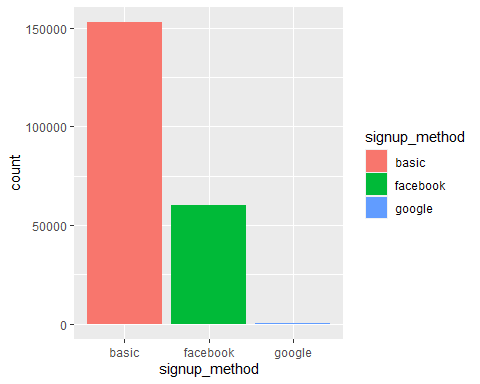 count
150000
100000
50000
0
basic facebook google
signup_method
signup_method
basic
facebook
google